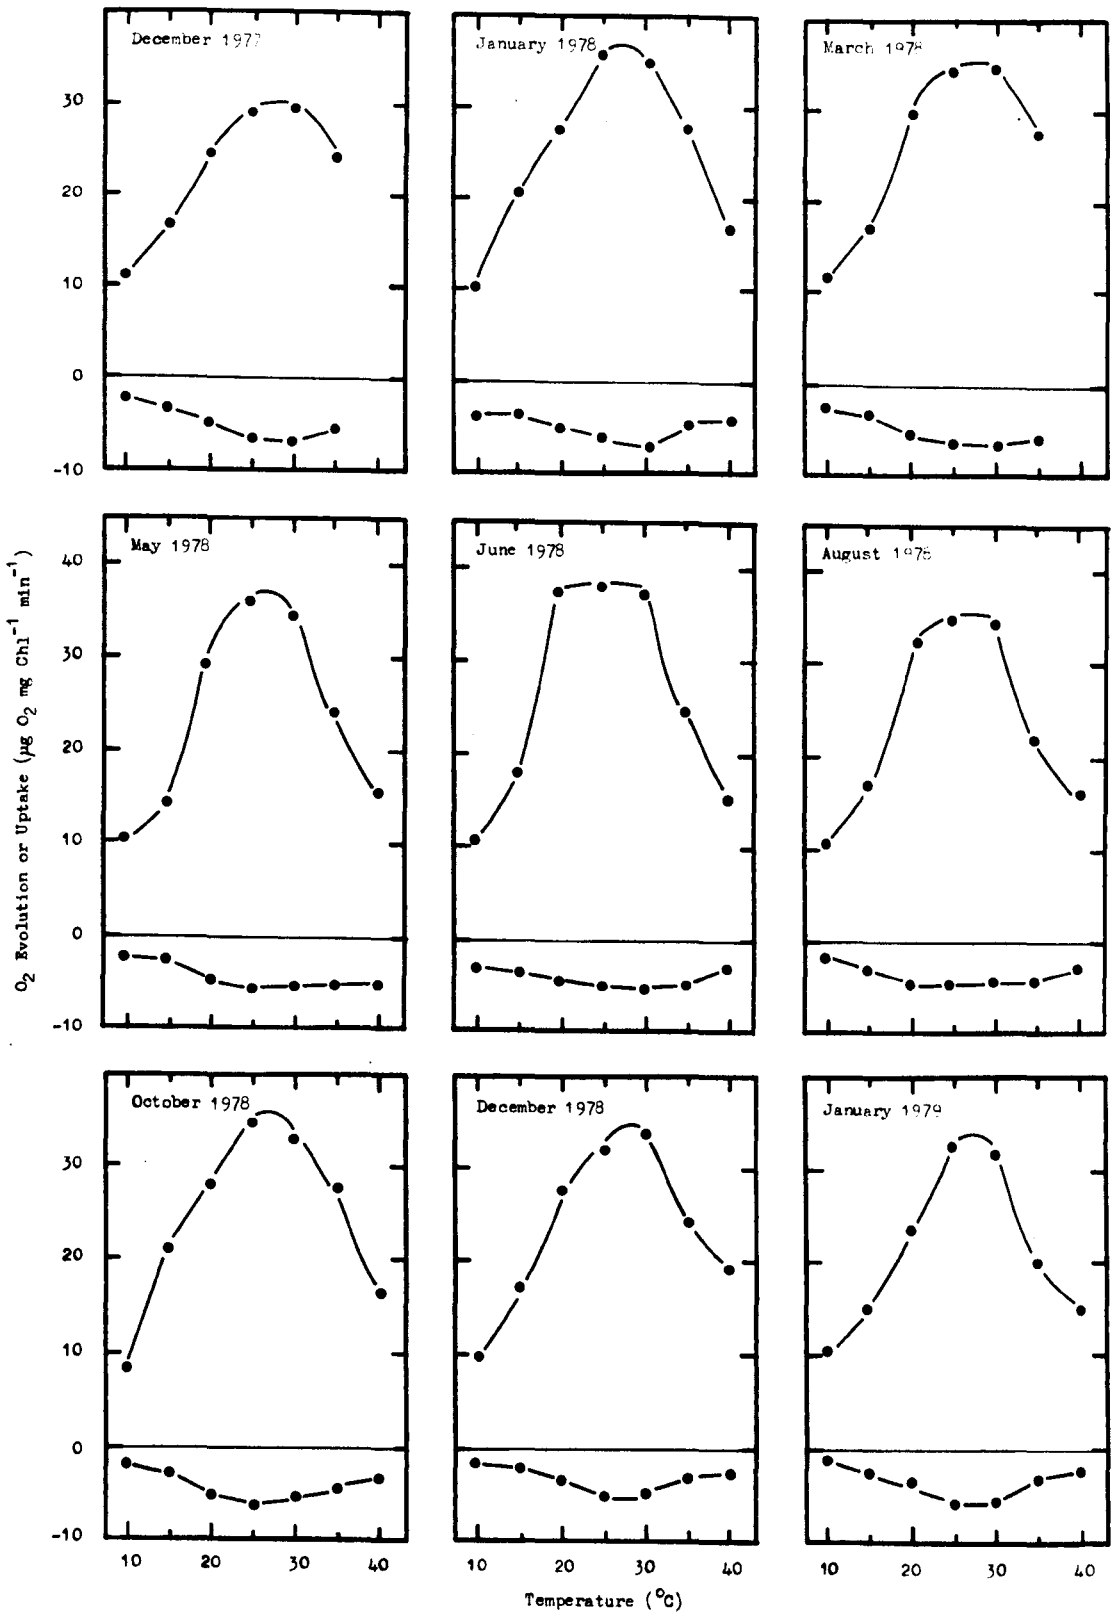 December 1977
January 1978
March 1978
30
20
10
0
-10
May 1978
June 1978
August 1978
40
30
20
10
0
-10
O₂ Evolution or Uptake (µg O₂ mg Chl⁻¹ min⁻¹)
October 1978
December 1978
January 1979
30
20
10
0
-10
10 20 30 40 10 20 30 40 10 20 30 40
Temperature (°C)